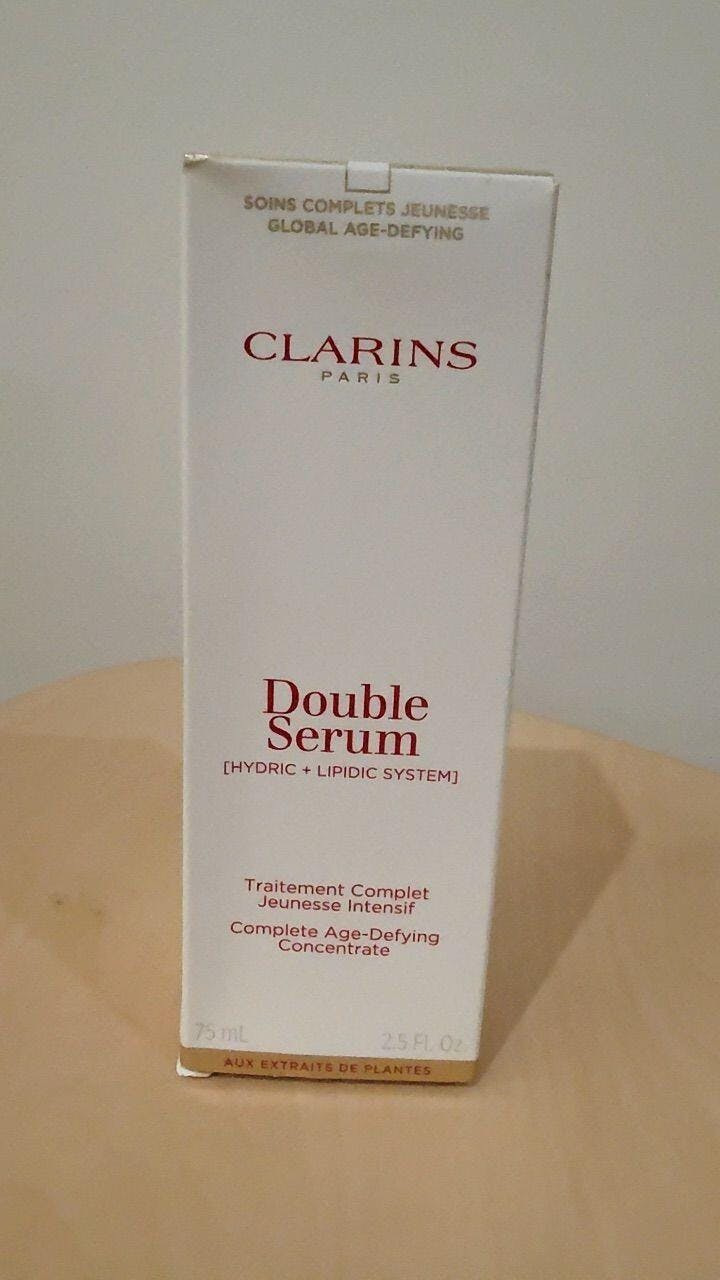 SOINS COMPLETS JEUNESSE
GLOBAL AGE-DEFYING
CLARINS
PARIS
Double
Serum
[HYDRIC + LIPIDIC SYSTEM]
Traitement Complet
Jeunesse Intensif
Complete Age-Defying
Concentrate
75 mL 2.5 Fl. Oz.
AUX EXTRAITS DE PLANTES